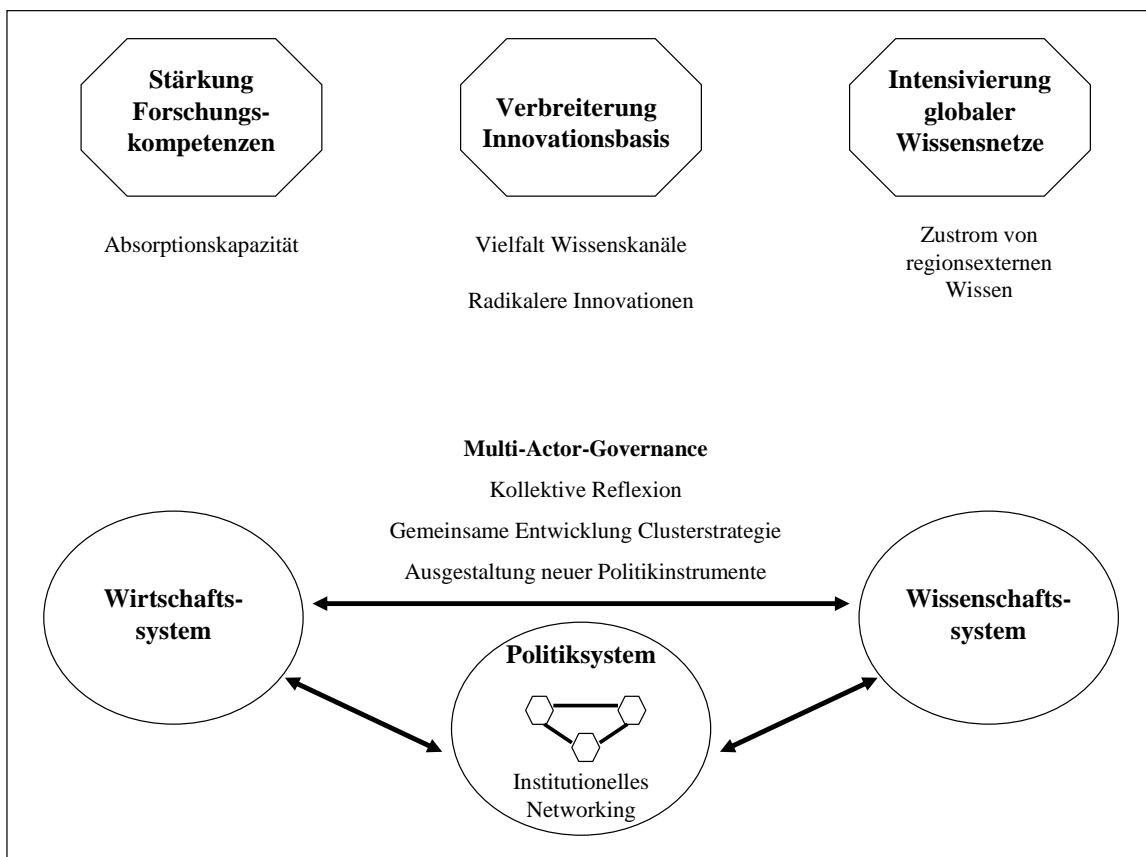 Stärkung
Forschungs-
kompetenzen
Verbreiterung
Innovationsbasis
Intensivierung
globaler
Wissensnetze
Absorptionskapazität
Vielfalt Wissenskanäle
Radikalere Innovationen
Zustrom von
regionsexternen
Wissen
Multi-Actor-Governance
Kollektive Reflexion
Gemeinsame Entwicklung Clusterstrategie
Ausgestaltung neuer Politikinstrumente
Wirtschafts-
system
Wissenschafts-
system
Politiksystem
Institutionelles
Networking